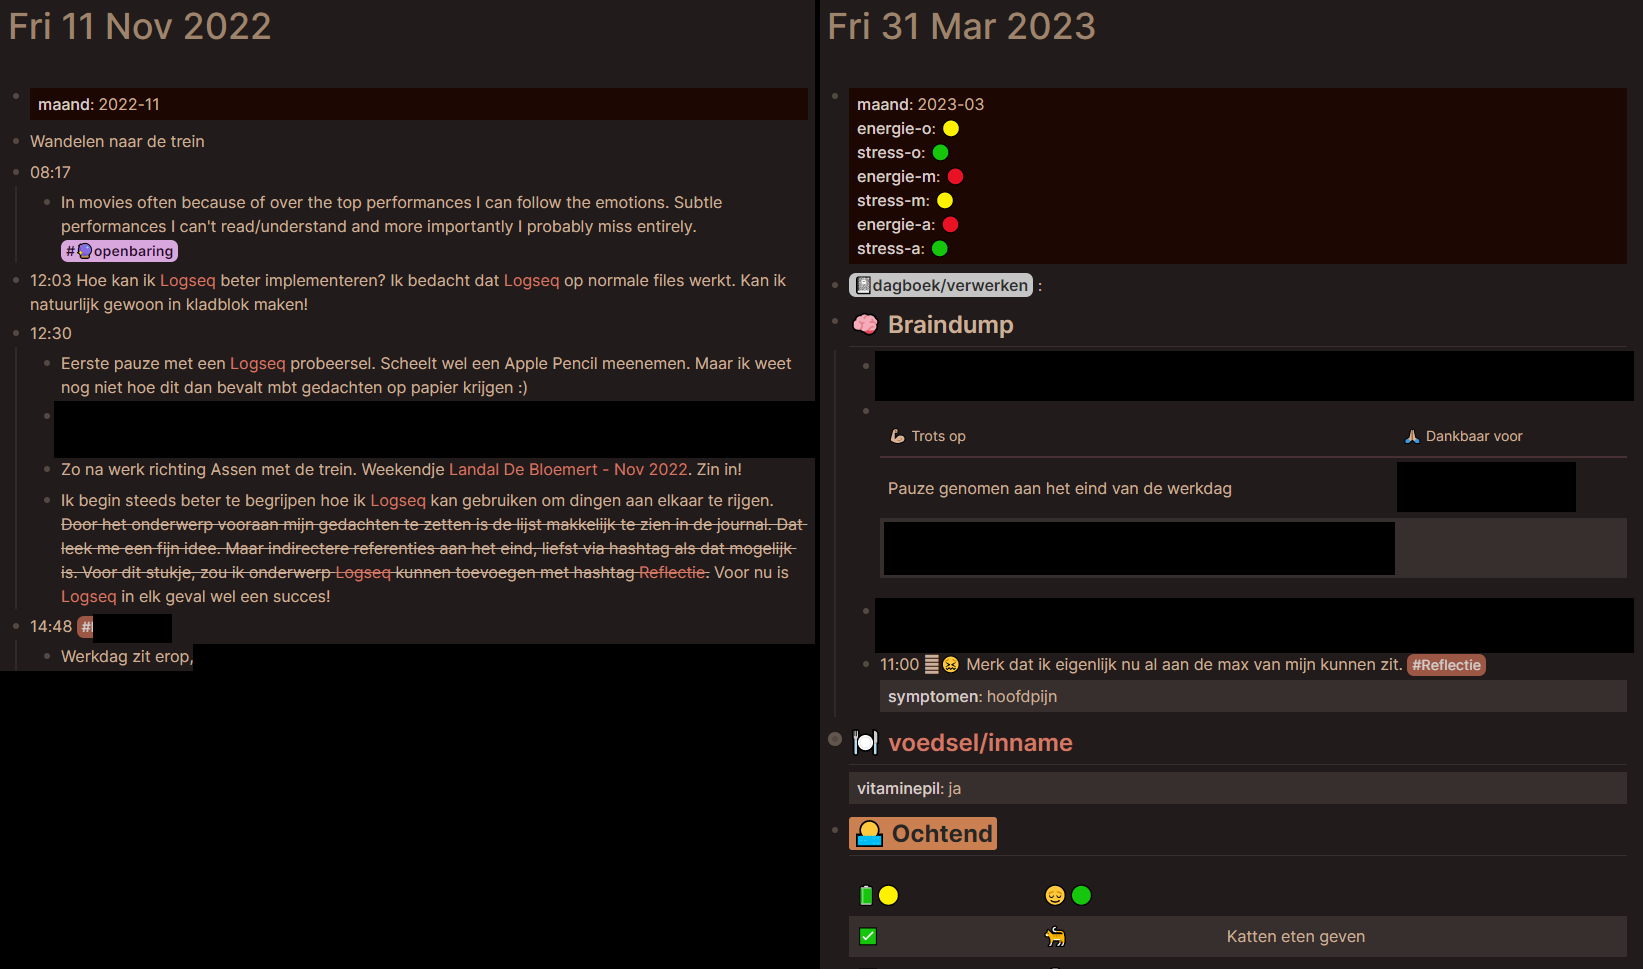 Fri 11 Nov 2022
maand: 2022-11
Wandelen naar de trein
08:17
In movies often because of over the top performances I can follow the emotions. Subtle
performances I can't read/understand and more importantly I probably miss entirely.
#🔮openbaring
12:03 Hoe kan ik Logseq beter implementeren? Ik bedacht dat Logseq op normale files werkt. Kan ik
natuurlijk gewoon in kladblok maken!
12:30
Eerste pauze met een Logseq probeersel. Scheelt wel een Apple Pencil meenemen. Maar ik weet
nog niet hoe dit dan bevalt mbt gedachten op papier krijgen :)
Zo na werk richting Assen met de trein. Weekendje Landal De Bloemert - Nov 2022. Zin in!
Ik begin steeds beter te begrijpen hoe ik Logseq kan gebruiken om dingen aan elkaar te rijgen.
Door het onderwerp vooraan mijn gedachten te zetten is de lijst makkelijk te zien in de journal. Dat
leek me een fijn idee. Maar indirectere referenties aan het eind, liefst via hashtag als dat mogelijk
is. Voor dit stukje, zou ik onderwerp Logseq kunnen toevoegen met hashtag Reflectie. Voor nu is
Logseq in elk geval wel een succes!
14:48 #
Werkdag zit erop,
Fri 31 Mar 2023
maand: 2023-03
energie-o: 🟡
stress-o: 🟢
energie-m: 🔴
stress-m: 🟡
energie-a: 🔴
stress-a: 🟢
📓dagboek/verwerken :
🧠 Braindump
💪🏼 Trots op 🙏🏼 Dankbaar voor
Pauze genomen aan het eind van de werkdag
11:00 😖 Merk dat ik eigenlijk nu al aan de max van mijn kunnen zit. #Reflectie
symptomen: hoofdpijn
🍽️ voedsel/inname
vitaminepil: ja
🌅 Ochtend
🔋🟡 😌🟢
✅ 🐈 Katten eten geven